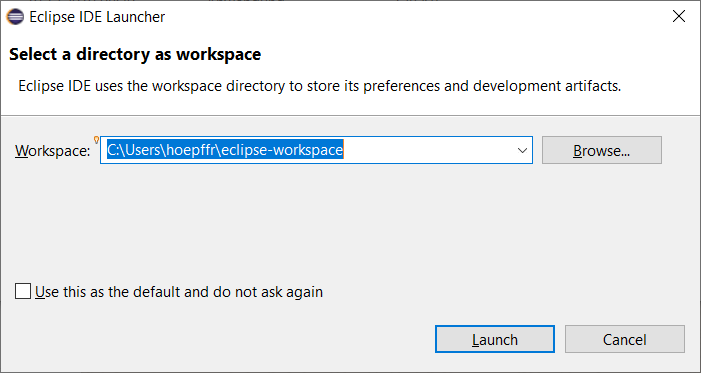 Eclipse IDE Launcher
Select a directory as workspace
Eclipse IDE uses the workspace directory to store its preferences and development artifacts.
Workspace: C:\Users\hoepffr\eclipse-workspace Browse...
Use this as the default and do not ask again
Launch Cancel